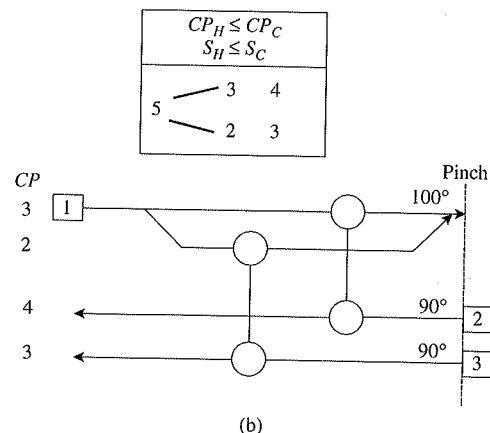 CP_H ≤ CP_C
S_H ≤ S_C
3 4
5
2 3
Pinch
CP
3 1 100°
2
4 90° 2
3 90° 3
(b)